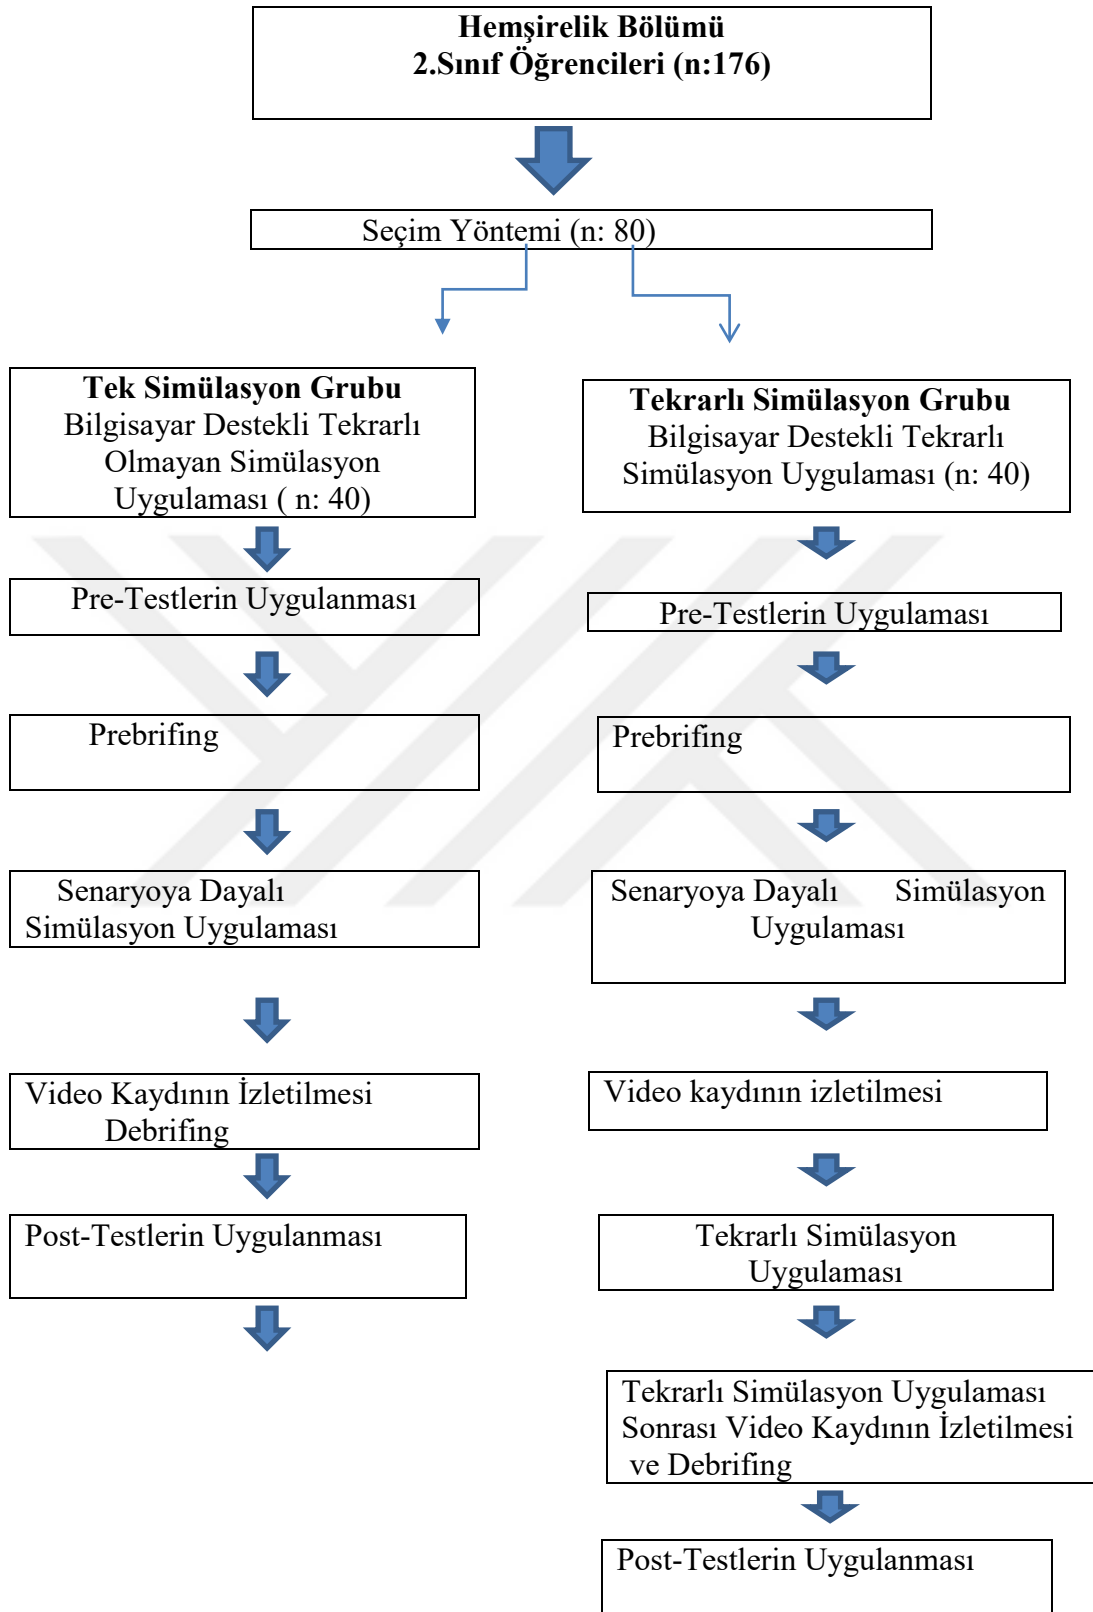 Hemşirelik Bölümü
2.Sınıf Öğrencileri (n:176)
Seçim Yöntemi (n: 80)
Tek Simülasyon Grubu
Bilgisayar Destekli Tekrarlı
Olmayan Simülasyon
Uygulaması ( n: 40)
Pre-Testlerin Uygulanması
Prebrifing
Senaryoya Dayalı
Simülasyon Uygulaması
Video Kaydının İzletilmesi
Debrifing
Post-Testlerin Uygulanması
Tekrarlı Simülasyon Grubu
Bilgisayar Destekli Tekrarlı
Simülasyon Uygulaması (n: 40)
Pre-Testlerin Uygulaması
Prebrifing
Senaryoya Dayalı Simülasyon
Uygulaması
Video kaydının izletilmesi
Tekrarlı Simülasyon
Uygulaması
Tekrarlı Simülasyon Uygulaması
Sonrası Video Kaydının İzletilmesi
ve Debrifing
Post-Testlerin Uygulanması